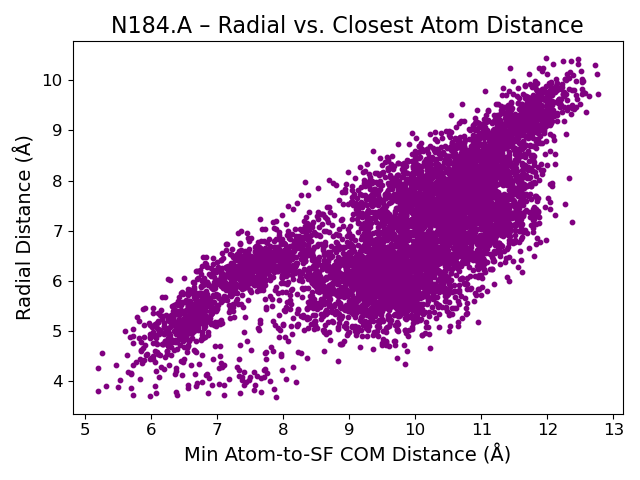 N184.A – Radial vs. Closest Atom Distance
Radial Distance (Å)
10
9
8
7
6
5
4
5 6 7 8 9 10 11 12 13
Min Atom-to-SF COM Distance (Å)